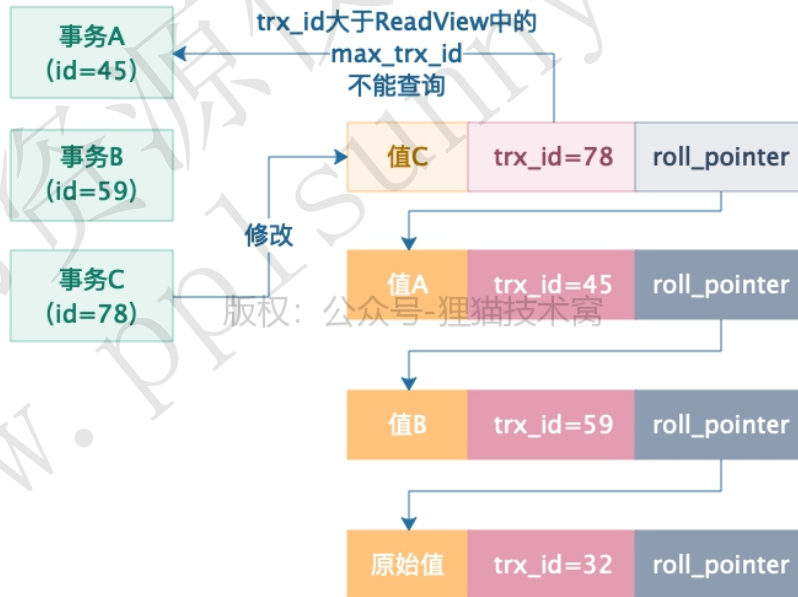 事务A
(id=45)
trx_id大于ReadView中的
max_trx_id
不能查询
事务B
(id=59)
值C trx_id=78 roll_pointer
修改
事务C
(id=78)
值A trx_id=45 roll_pointer
版权：公众号-狸猫技术窝
值B trx_id=59 roll_pointer
原始值 trx_id=32 roll_pointer
资源
w.pplsunny